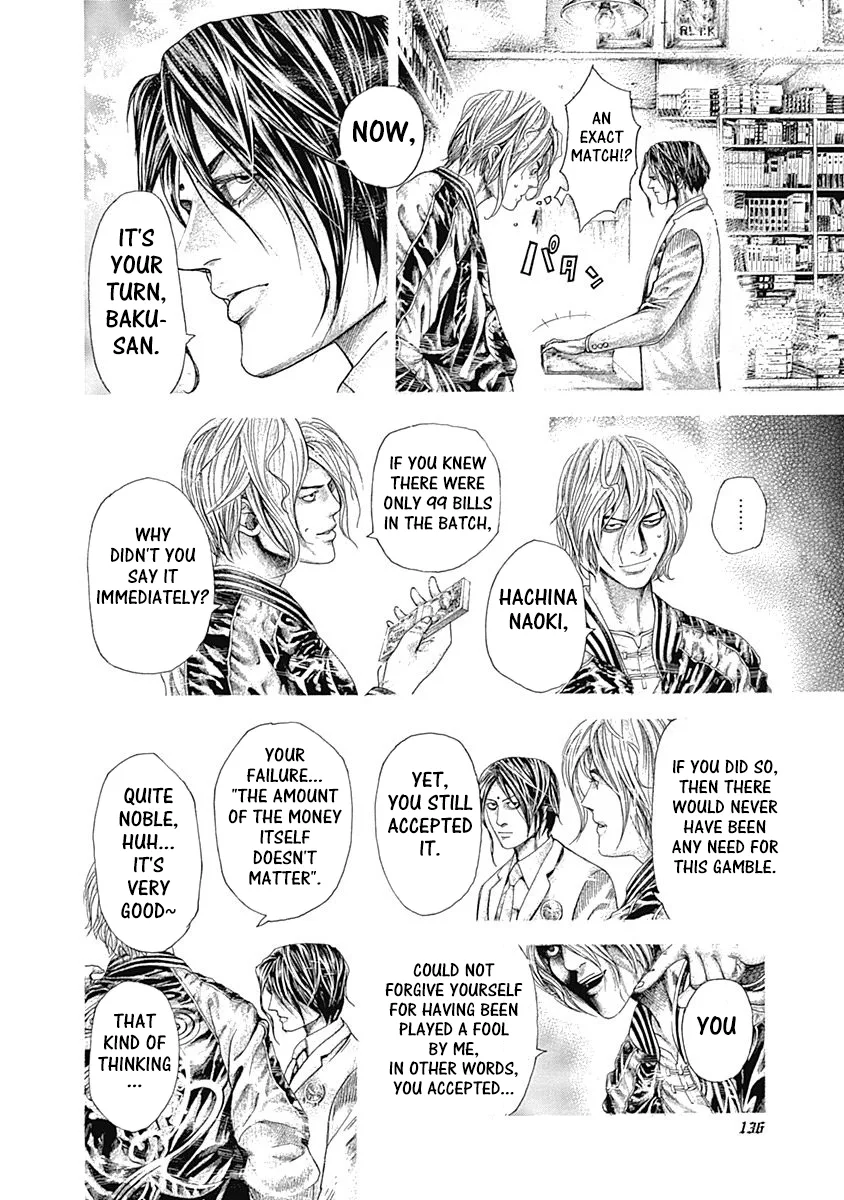 AN
EXACT
MATCH!?
パタン
NOW,
IT'S
YOUR
TURN,
BAKU-
SAN.
......
HACHINA
NAOKI,
IF YOU KNEW
THERE WERE
ONLY 99 BILLS
IN THE BATCH,
WHY
DIDN'T YOU
SAY IT
IMMEDIATELY?
IF YOU DID SO,
THEN THERE
WOULD NEVER
HAVE BEEN
ANY NEED FOR
THIS GAMBLE.
YET,
YOU STILL
ACCEPTED
IT.
YOUR
FAILURE...
"THE AMOUNT
OF THE MONEY
ITSELF
DOESN'T
MATTER".
QUITE
NOBLE,
HUH...
IT'S
VERY
GOOD~
YOU
COULD NOT
FORGIVE YOURSELF
FOR HAVING BEEN
PLAYED A FOOL
BY ME,
IN OTHER WORDS,
YOU ACCEPTED...
THAT
KIND OF
THINKING
...
136